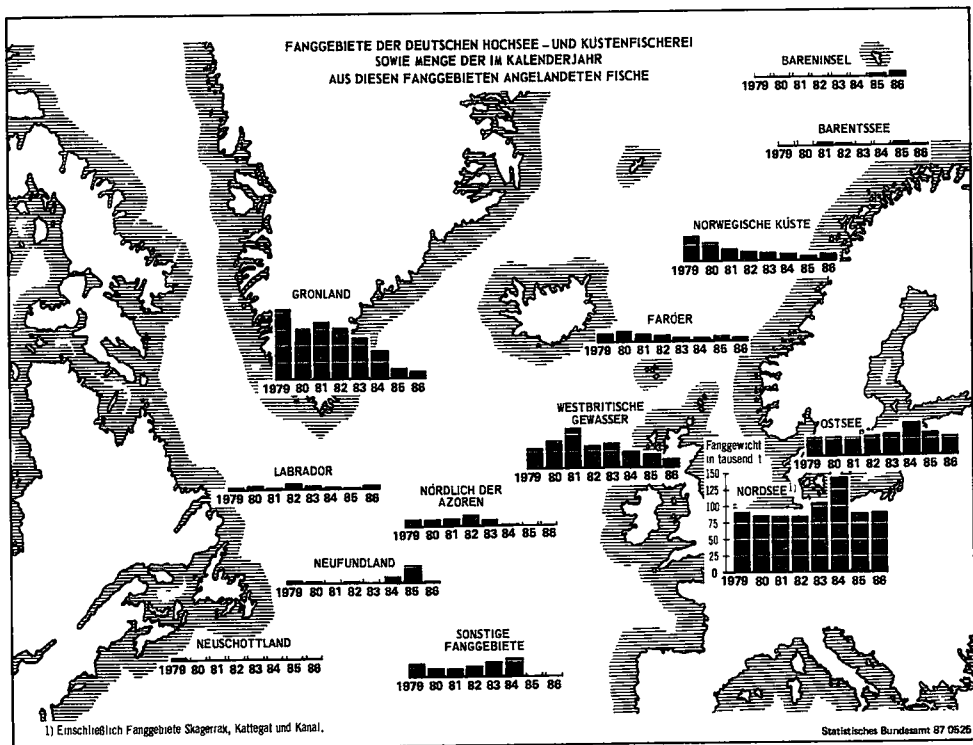 FANGGEBIETE DER DEUTSCHEN HOCHSEE – UND KÜSTENFISCHEREI
SOWIE MENGE DER IM KALENDERJAHR
AUS DIESEN FANGGEBIETEN ANGELANDETEN FISCHE
BARENINSEL
1979 80 81 82 83 84 85 86
BARENTSSEE
1979 80 81 82 83 84 85 86
NORWEGISCHE KÜSTE
1979 80 81 82 83 84 85 86
GRONLAND
1979 80 81 82 83 84 85 86
FARÖER
1979 80 81 82 83 84 85 86
WESTBRITISCHE
GEWASSER
1979 80 81 82 83 84 85 86
OSTSEE
1979 80 81 82 83 84 85 86
Fanggewicht
in tausend t
150
125
100
75
50
25
0
NORDSEE 1)
1979 80 81 82 83 84 85 86
LABRADOR
1979 80 81 82 83 84 85 86
NÖRDLICH DER
AZOREN
1979 80 81 82 83 84 85 86
NEUFUNDLAND
1979 80 81 82 83 84 85 86
NEUSCHOTTLAND
1979 80 81 82 83 84 85 86
SONSTIGE
FANGGEBIETE
1979 80 81 82 83 84 85 86
1) Einschließlich Fanggebiete Skagerrak, Kattegat und Kanal.
Statistisches Bundesamt 87 0525